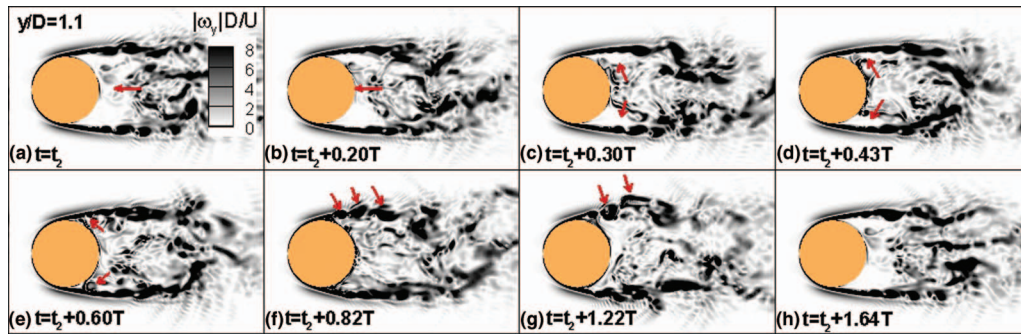 y/D=1.1
|ω_y|D/U
8
6
4
2
0
(a) t=t₂
(b) t=t₂+0.20T
(c) t=t₂+0.30T
(d) t=t₂+0.43T
(e) t=t₂+0.60T
(f) t=t₂+0.82T
(g) t=t₂+1.22T
(h) t=t₂+1.64T